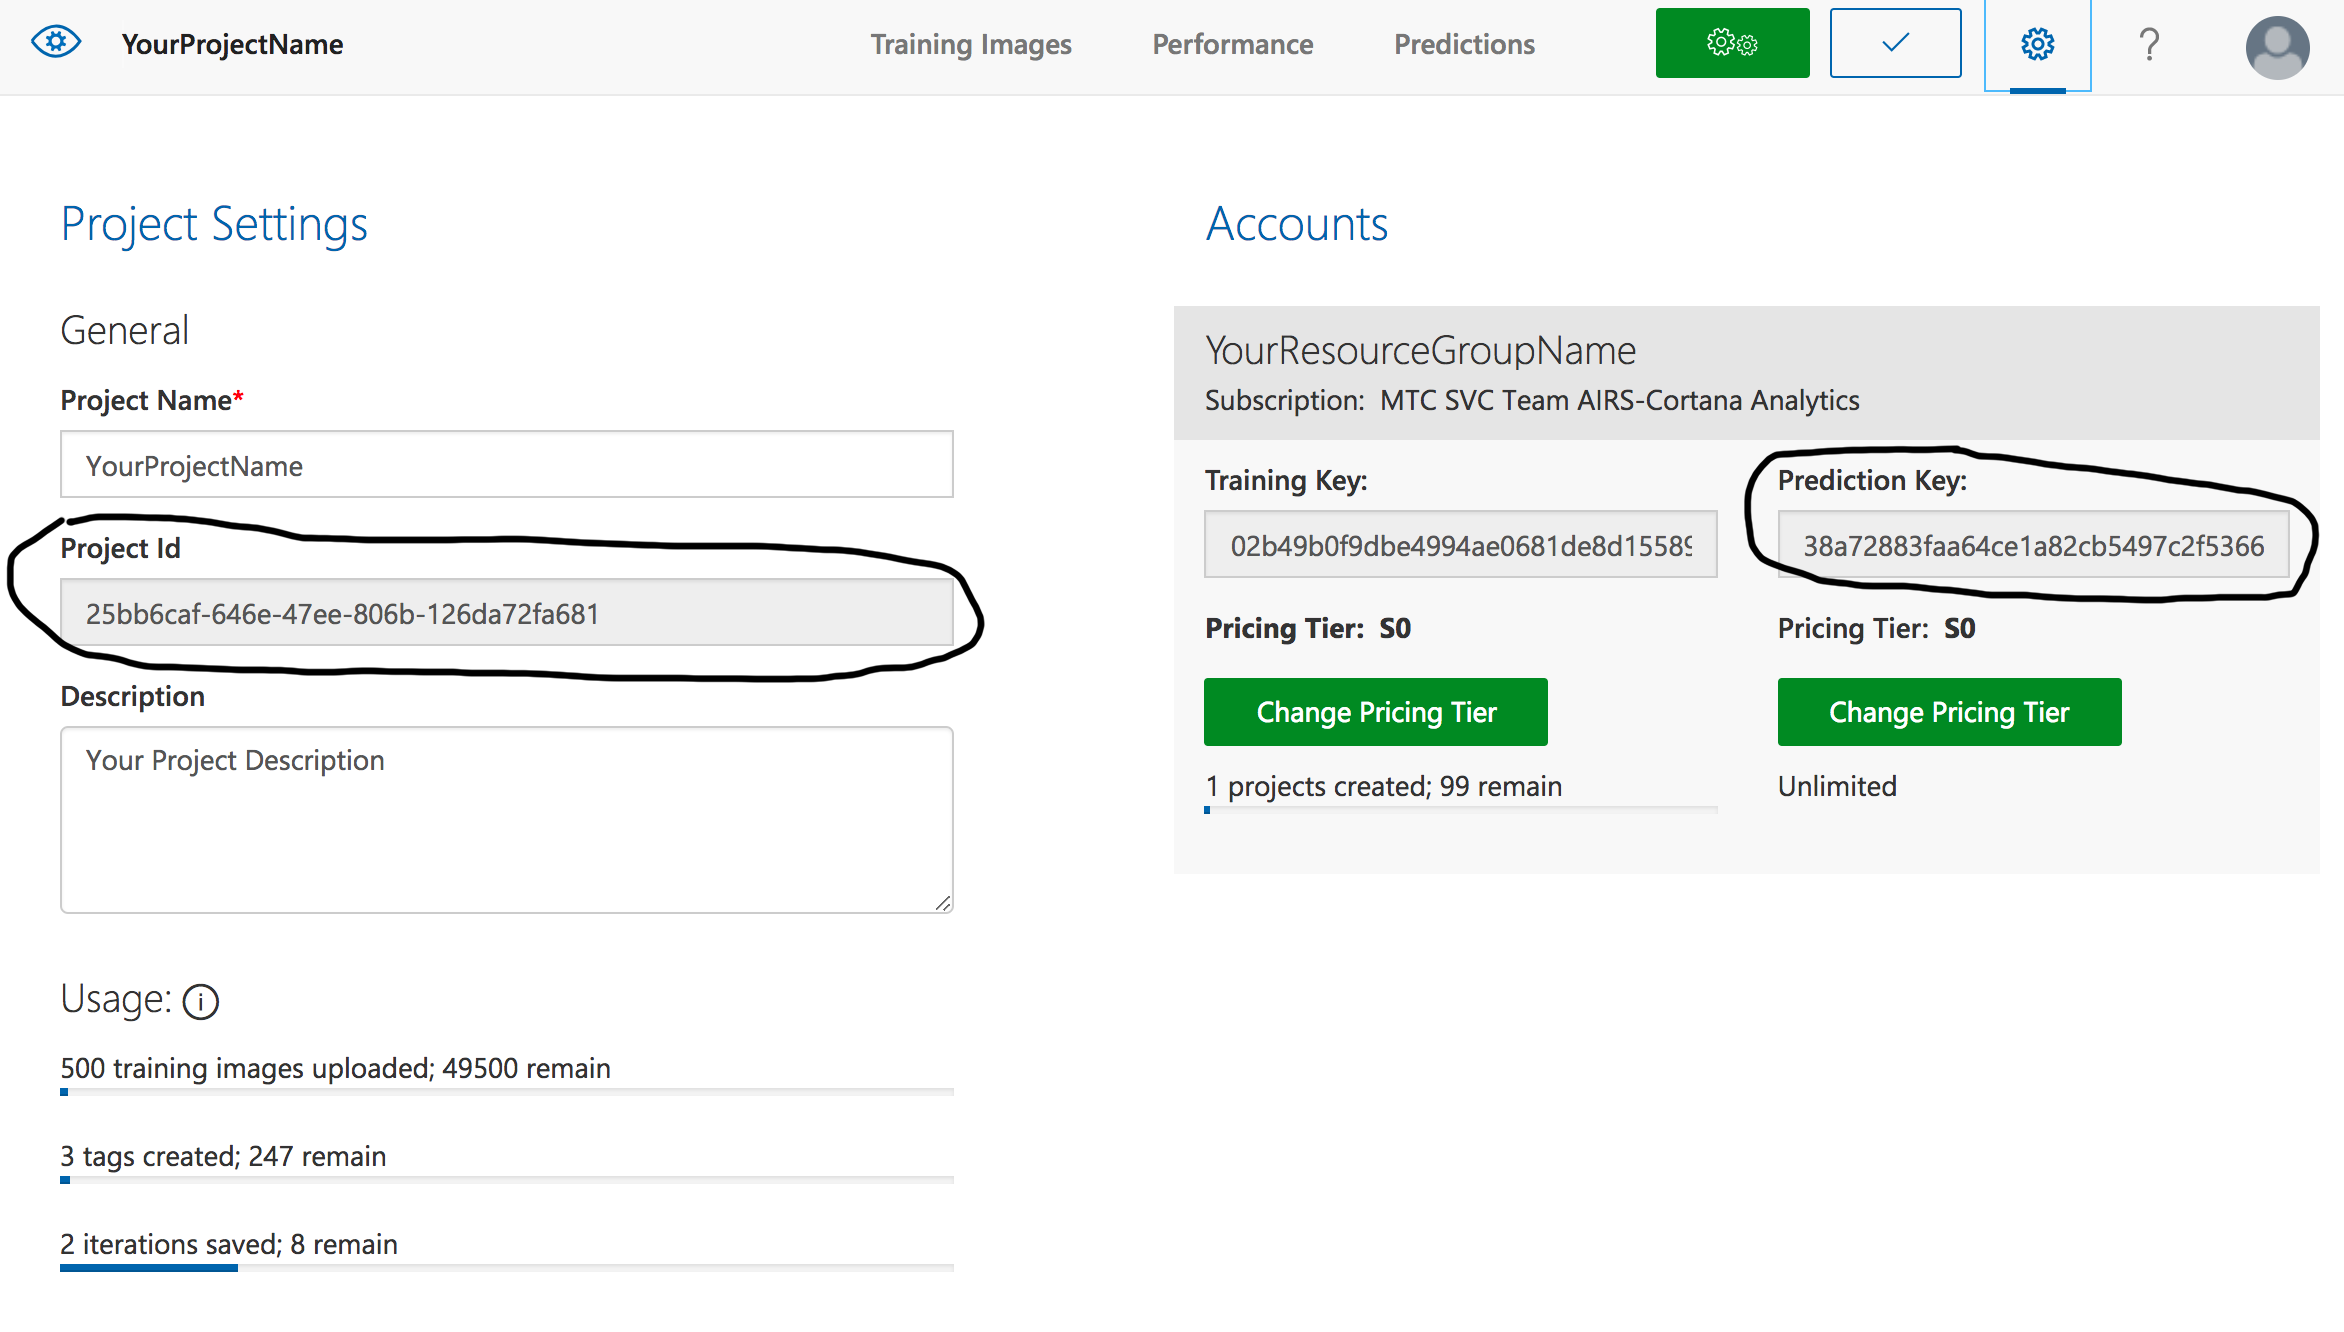 YourProjectName
Training Images
Performance
Predictions
?
Project Settings
General
Project Name*
YourProjectName
Project Id
25bb6caf-646e-47ee-806b-126da72fa681
Description
Your Project Description
Usage: i
500 training images uploaded; 49500 remain
3 tags created; 247 remain
2 iterations saved; 8 remain
Accounts
YourResourceGroupName
Subscription: MTC SVC Team AIRS-Cortana Analytics
Training Key:
02b49b0f9dbe4994ae0681de8d15589
Pricing Tier: S0
Change Pricing Tier
1 projects created; 99 remain
Prediction Key:
38a72883faa64ce1a82cb5497c2f5366
Pricing Tier: S0
Change Pricing Tier
Unlimited